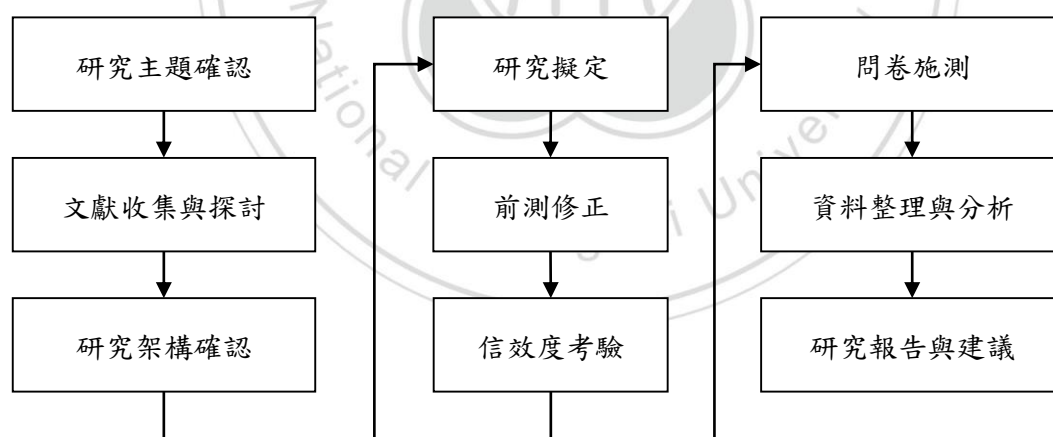 研究主題確認
文獻收集與探討
研究架構確認
研究擬定
前測修正
信效度考驗
問卷施測
資料整理與分析
研究報告與建議
National
i Univer